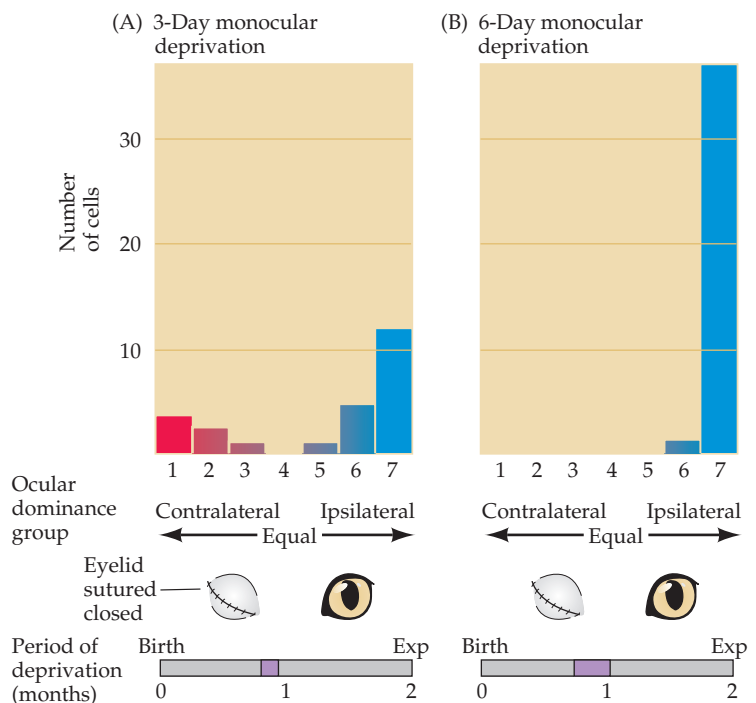 (A) 3-Day monocular
deprivation
(B) 6-Day monocular
deprivation
Number
of cells
30
20
10
1 2 3 4 5 6 7
1 2 3 4 5 6 7
Ocular
dominance
group
Contralateral Ipsilateral
Equal
Contralateral Ipsilateral
Equal
Eyelid
sutured
closed
Period of
deprivation
(months)
Birth Exp
0 1 2
Birth Exp
0 1 2